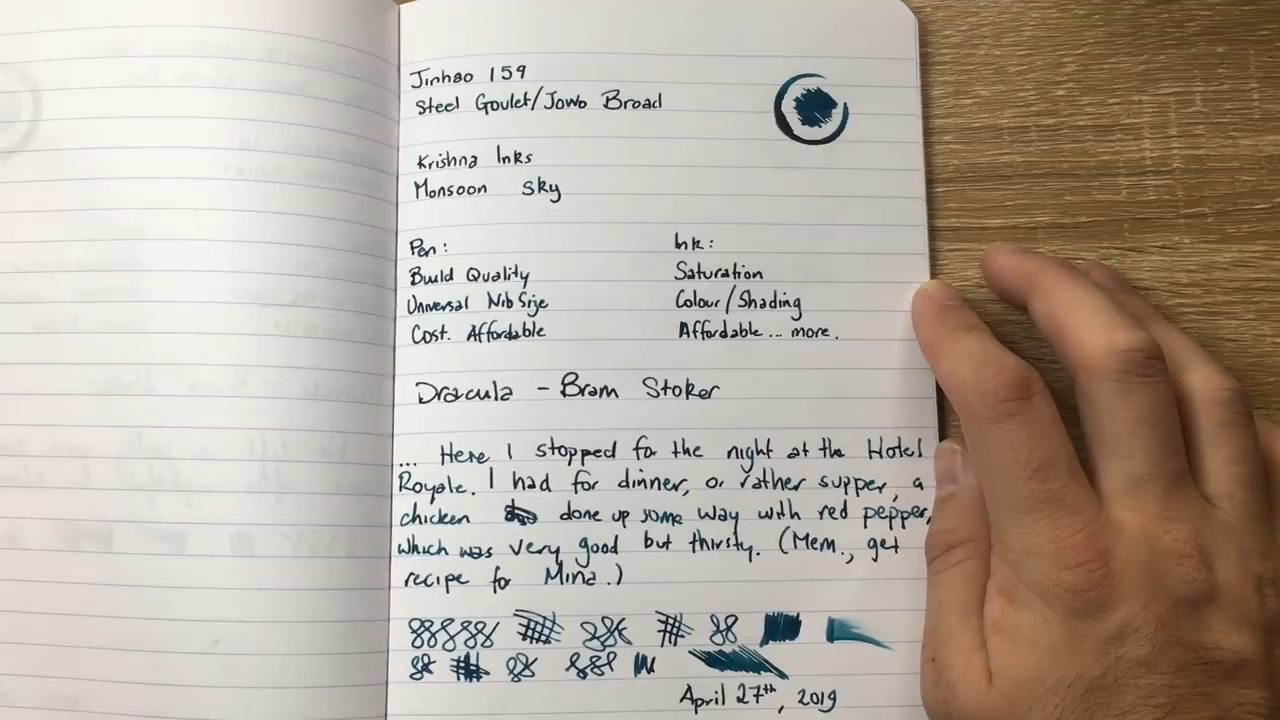 Jinhao 159
Steel Goulet/Jowo Broad
Krishna Inks
Monsoon Sky
Pen:
Build Quality
Universal Nib Size
Cost. Affordable
Ink:
Saturation
Colour/Shading
Affordable... more.
Dracula - Bram Stoker
... Here I stopped for the night at the Hotel
Royale. I had for dinner, or rather supper, a
chicken done up some way with red pepper,
which was very good but thirsty. (Mem., get
recipe for Mina.)
April 27th, 2019